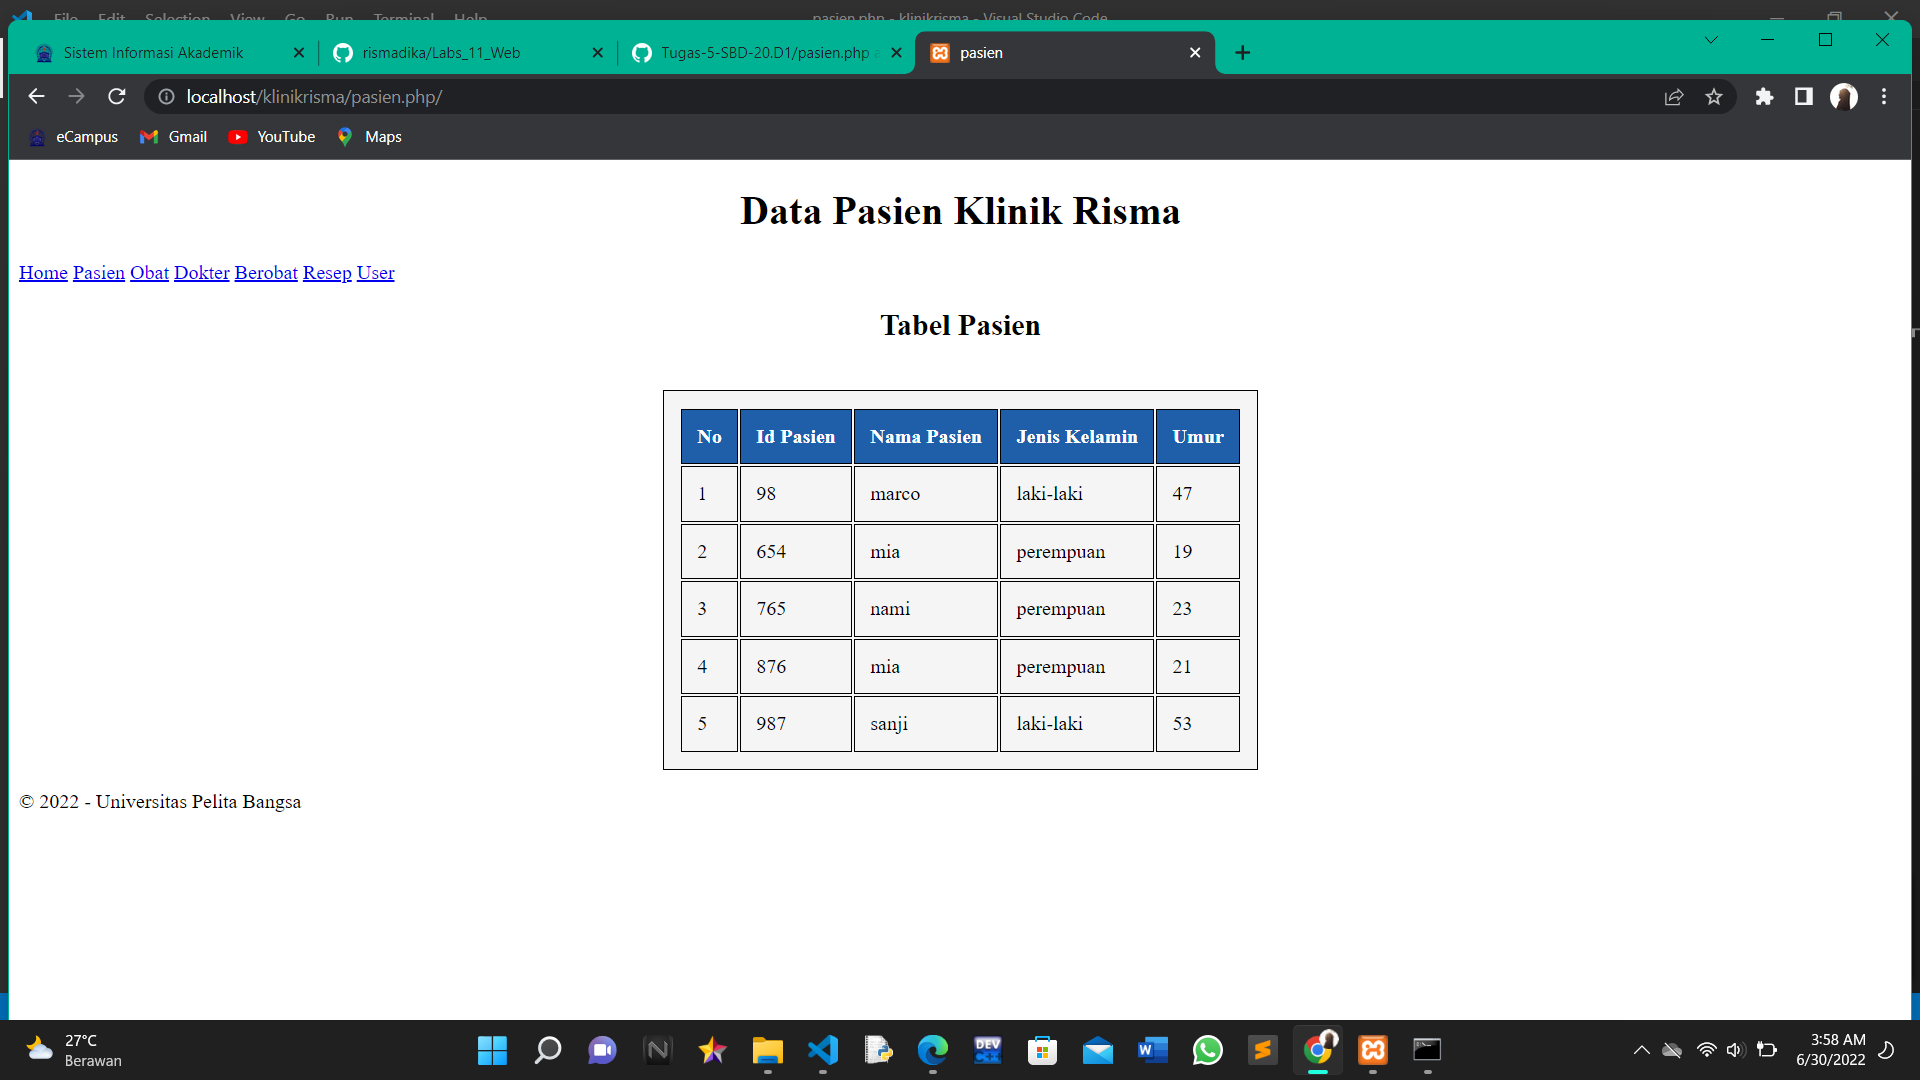 File Edit Selection View Go Run Terminal Help pasien.php - klinikrisma - Visual Studio Code
Sistem Informasi Akademik rismadika/Labs_11_Web Tugas-5-SBD-20.D1/pasien.php pasien
localhost/klinikrisma/pasien.php/
eCampus Gmail YouTube Maps
Data Pasien Klinik Risma
Home Pasien Obat Dokter Berobat Resep User
Tabel Pasien
No Id Pasien Nama Pasien Jenis Kelamin Umur
1 98 marco laki-laki 47
2 654 mia perempuan 19
3 765 nami perempuan 23
4 876 mia perempuan 21
5 987 sanji laki-laki 53
© 2022 - Universitas Pelita Bangsa
27°C
Berawan
DEV
C++
W
3:58 AM
6/30/2022